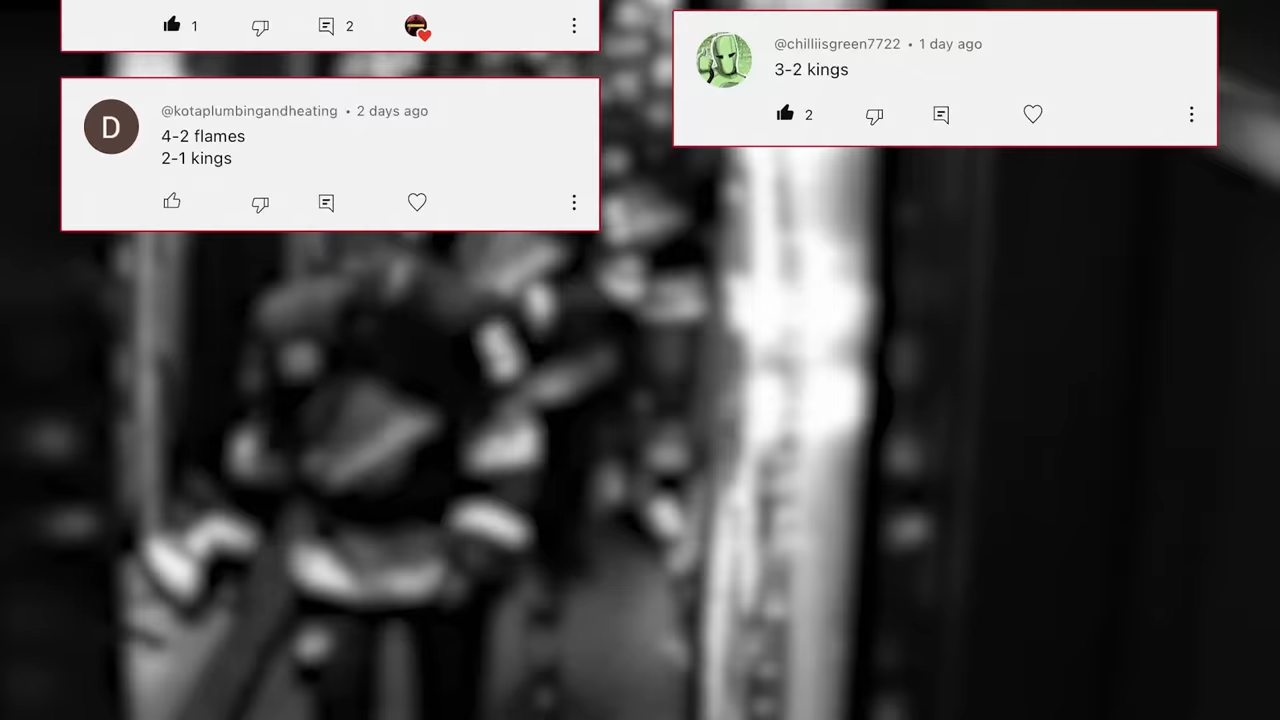 1
2
@kotaplumbingandheating • 2 days ago
D
4-2 flames
2-1 kings
@chilliisgreen7722 • 1 day ago
3-2 kings
2